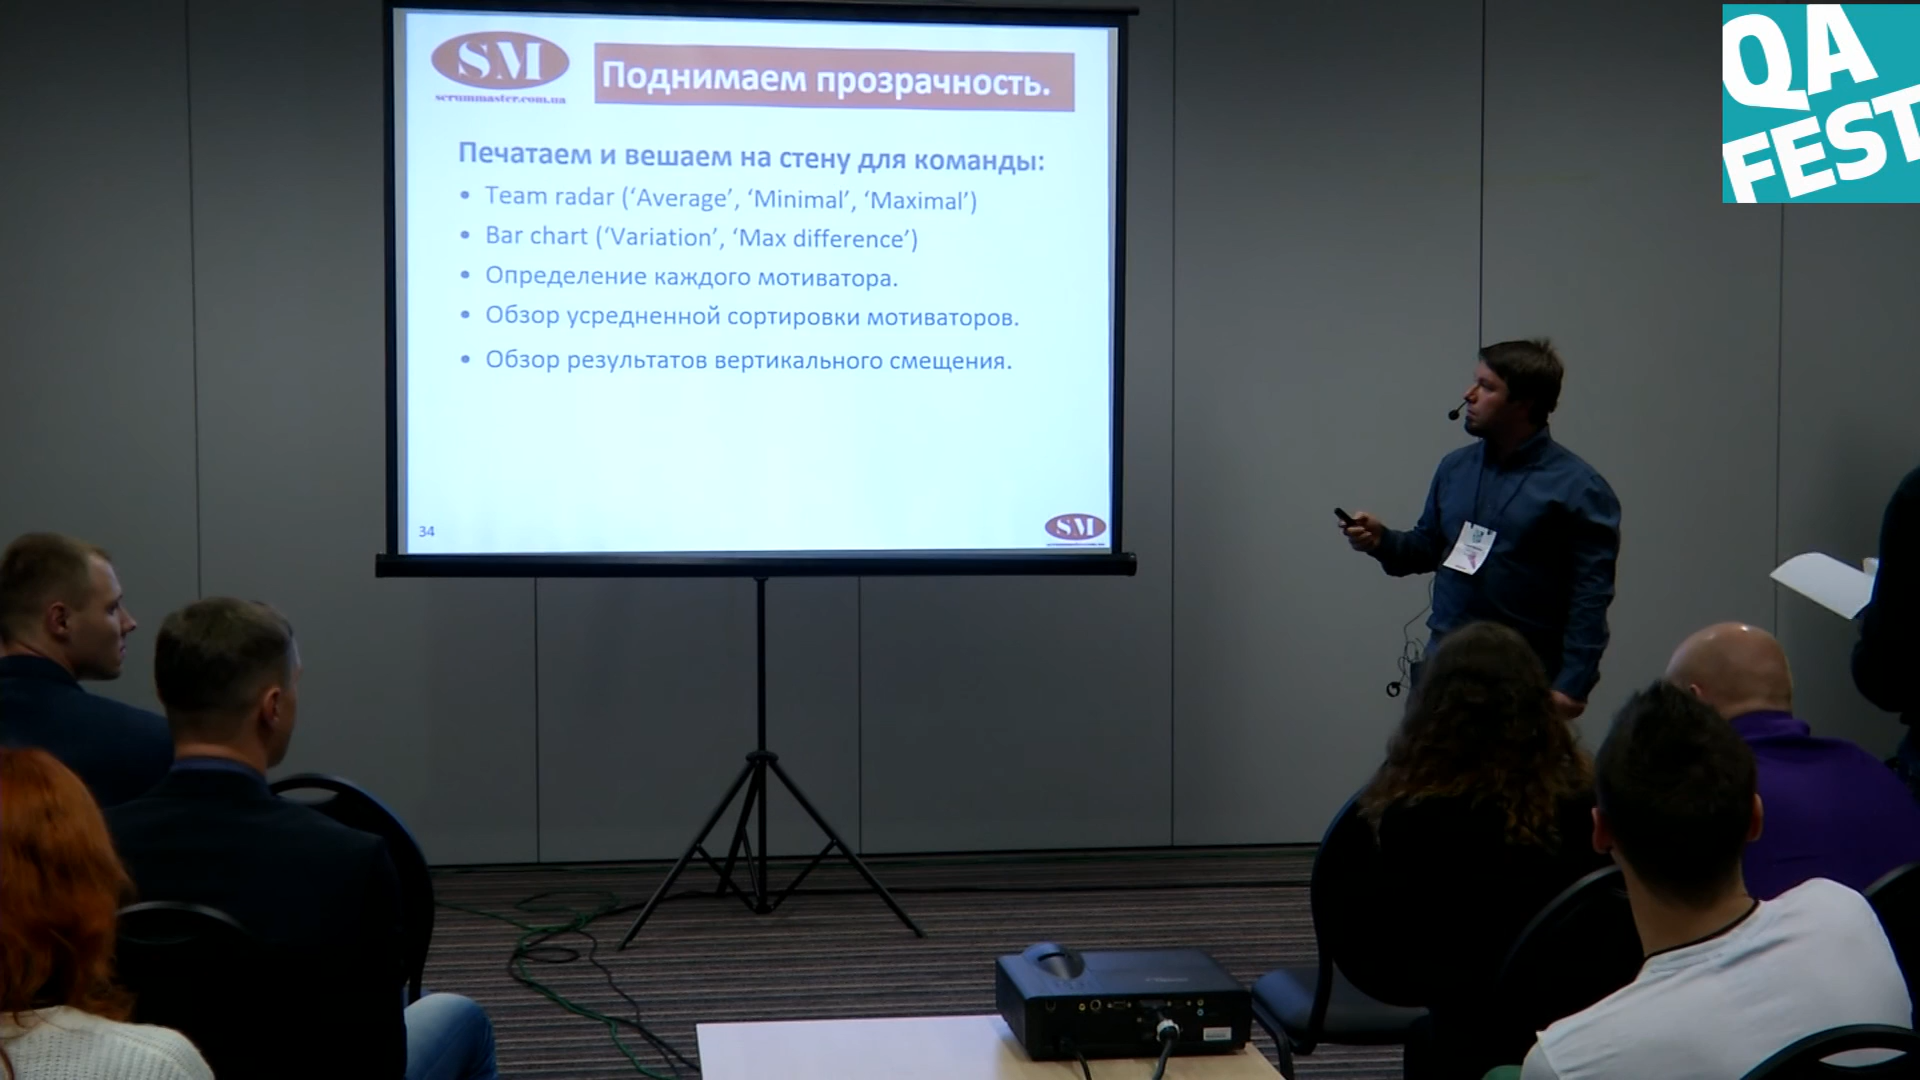 SM
scrummaster.com.ua
Поднимаем прозрачность.
Печатаем и вешаем на стену для команды:
• Team radar (‘Average’, ‘Minimal’, ‘Maximal’)
• Bar chart (‘Variation’, ‘Max difference’)
• Определение каждого мотиватора.
• Обзор усредненной сортировки мотиваторов.
• Обзор результатов вертикального смещения.
34
SM
QA
FEST